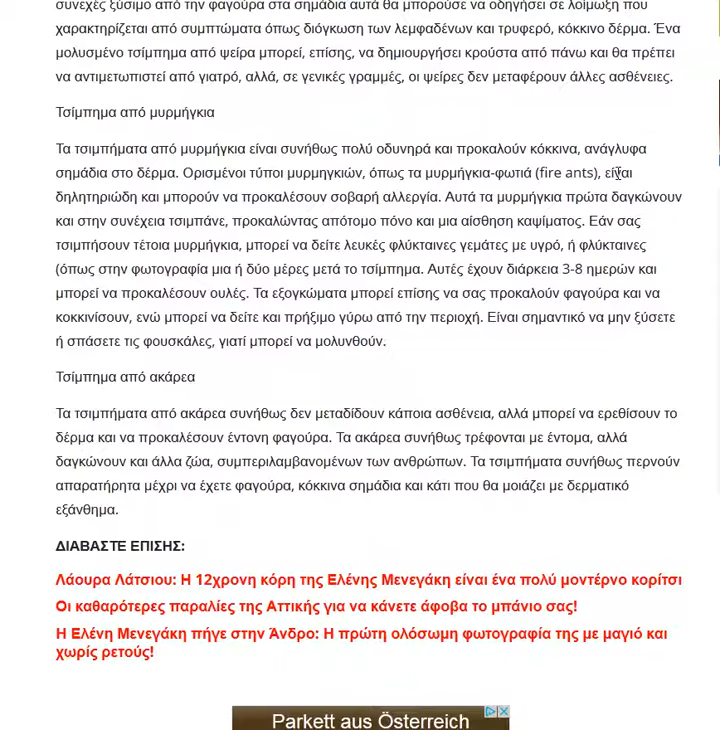 συνεχές ξύσιμο από την φαγούρα στα σημάδια αυτά θα μπορούσε να οδηγήσει σε λοίμωξη που
χαρακτηρίζεται από συμπτώματα όπως διόγκωση των λεμφαδένων και τρυφερό, κόκκινο δέρμα. Ένα
μολυσμένο τσίμπημα από ψείρα μπορεί, επίσης, να δημιουργήσει κρούστα από πάνω και θα πρέπει
να αντιμετωπιστεί από γιατρό, αλλά, σε γενικές γραμμές, οι ψείρες δεν μεταφέρουν άλλες ασθένειες.
Τσίμπημα από μυρμήγκια
Τα τσιμπήματα από μυρμήγκια είναι συνήθως πολύ οδυνηρά και προκαλούν κόκκινα, ανάγλυφα
σημάδια στο δέρμα. Ορισμένοι τύποι μυρμηγκιών, όπως τα μυρμήγκια-φωτιά (fire ants), είναι
δηλητηριώδη και μπορούν να προκαλέσουν σοβαρή αλλεργία. Αυτά τα μυρμήγκια πρώτα δαγκώνουν
και στην συνέχεια τσιμπάνε, προκαλώντας απότομο πόνο και μια αίσθηση καψίματος. Εάν σας
τσιμπήσουν τέτοια μυρμήγκια, μπορεί να δείτε λευκές φλύκταινες γεμάτες με υγρό, ή φλύκταινες
(όπως στην φωτογραφία μια ή δύο μέρες μετά το τσίμπημα. Αυτές έχουν διάρκεια 3-8 ημερών και
μπορεί να προκαλέσουν ουλές. Τα εξογκώματα μπορεί επίσης να σας προκαλούν φαγούρα και να
κοκκινίσουν, ενώ μπορεί να δείτε και πρήξιμο γύρω από την περιοχή. Είναι σημαντικό να μην ξύσετε
ή σπάσετε τις φουσκάλες, γιατί μπορεί να μολυνθούν.
Τσίμπημα από ακάρεα
Τα τσιμπήματα από ακάρεα συνήθως δεν μεταδίδουν κάποια ασθένεια, αλλά μπορεί να ερεθίσουν το
δέρμα και να προκαλέσουν έντονη φαγούρα. Τα ακάρεα συνήθως τρέφονται με έντομα, αλλά
δαγκώνουν και άλλα ζώα, συμπεριλαμβανομένων των ανθρώπων. Τα τσιμπήματα συνήθως περνούν
απαρατήρητα μέχρι να έχετε φαγούρα, κόκκινα σημάδια και κάτι που θα μοιάζει με δερματικό
εξάνθημα.
ΔΙΑΒΑΣΤΕ ΕΠΙΣΗΣ:
Λάουρα Λάτσιου: Η 12χρονη κόρη της Ελένης Μενεγάκη είναι ένα πολύ μοντέρνο κορίτσι
Οι καθαρότερες παραλίες της Αττικής για να κάνετε άφοβα το μπάνιο σας!
Η Ελένη Μενεγάκη πήγε στην Άνδρο: Η πρώτη ολόσωμη φωτογραφία της με μαγιό και
χωρίς ρετούς!
Parkett aus Österreich